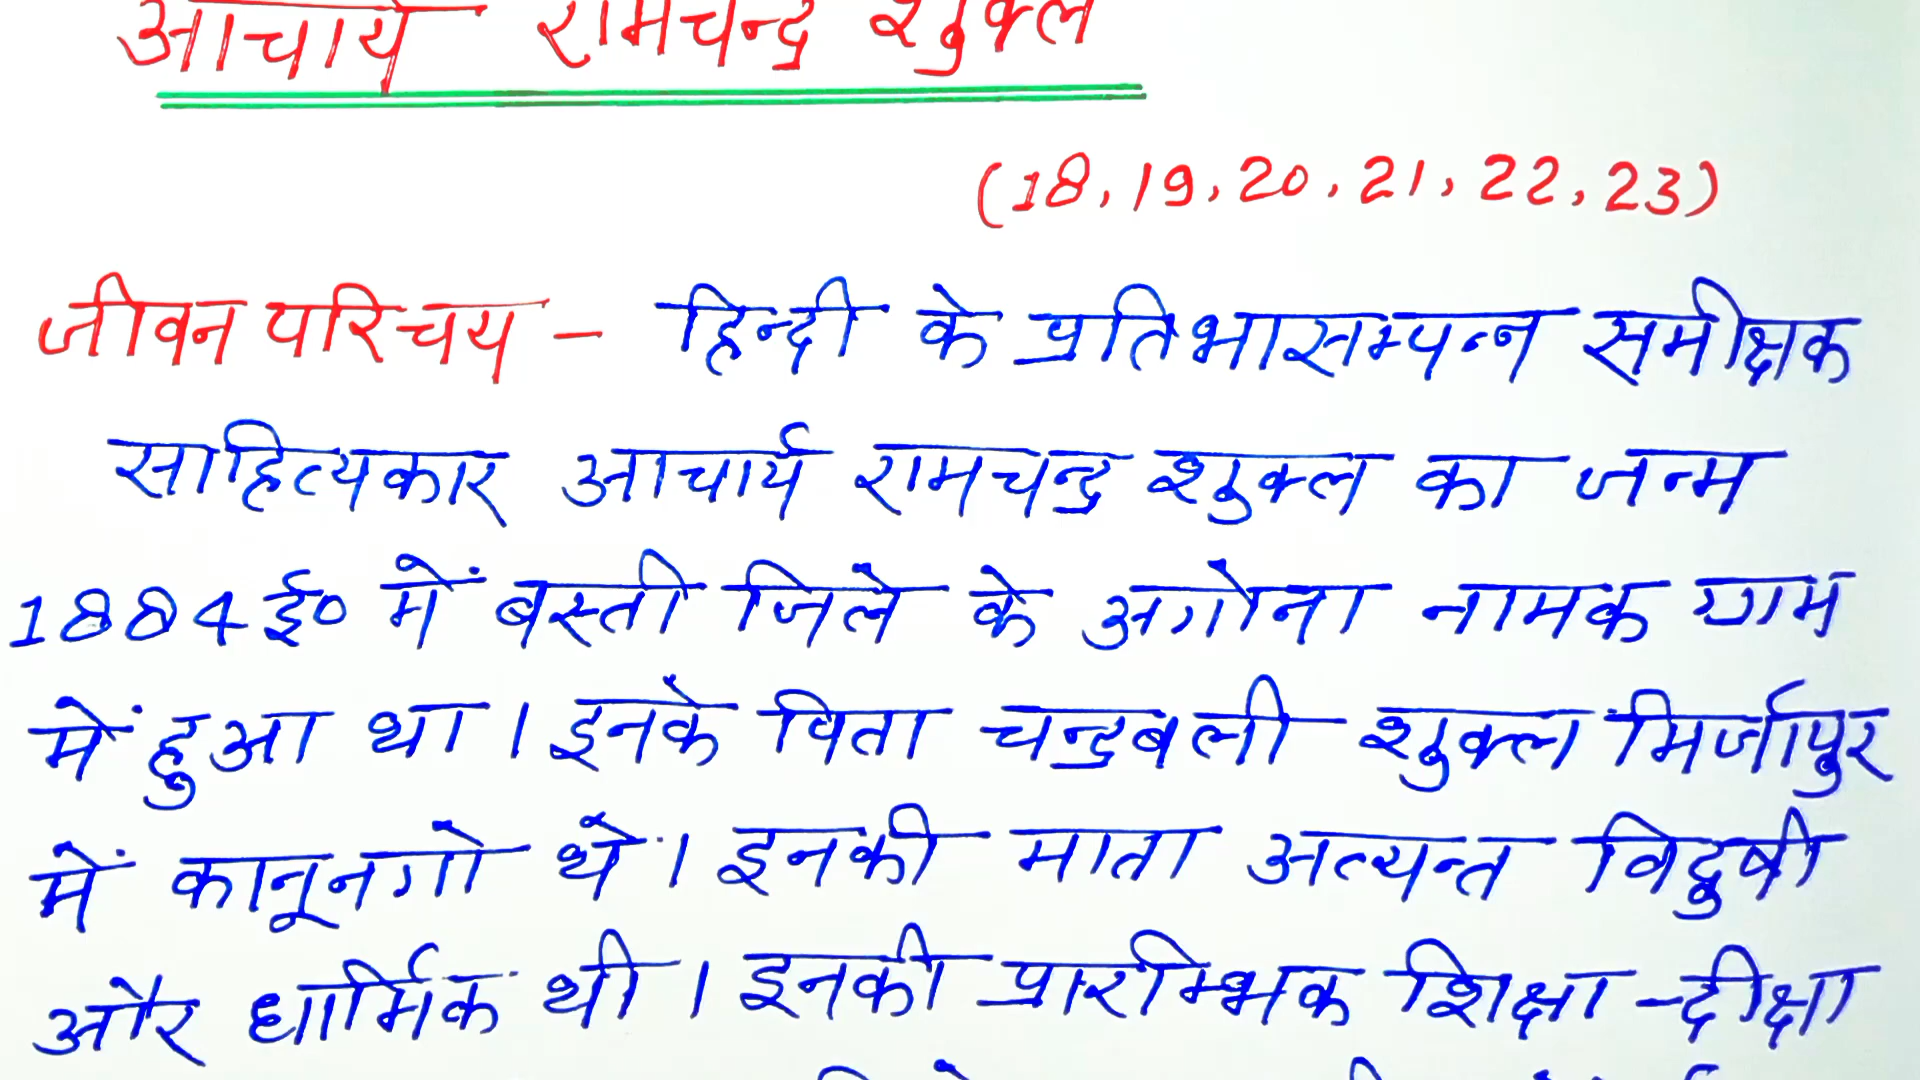 आचार्य रामचन्द्र शुक्ल
(18, 19, 20, 21, 22, 23)
जीवन परिचय - हिन्दी के प्रतिभासम्पन्न समीक्षक
साहित्यकार आचार्य रामचन्द्र शुक्ल का जन्म
1884 ई० में बस्ती जिले के अगोना नामक ग्राम
में हुआ था । इनके पिता चन्द्रबली शुक्ल मिर्जापुर
में कानूनगो थे । इनकी माता अत्यन्त विदुषी
और धार्मिक थी । इनकी प्रारम्भिक शिक्षा - दीक्षा